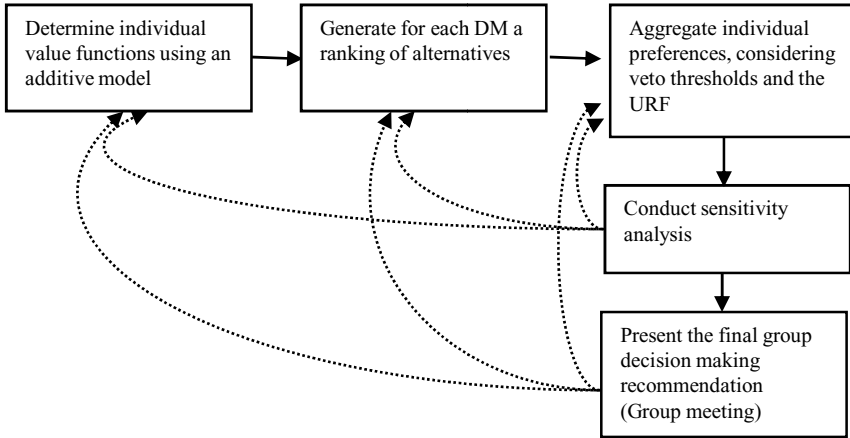 Determine individual
value functions using an
additive model
Generate for each DM a
ranking of alternatives
Aggregate individual
preferences, considering
veto thresholds and the
URF
Conduct sensitivity
analysis
Present the final group
decision making
recommendation
(Group meeting)